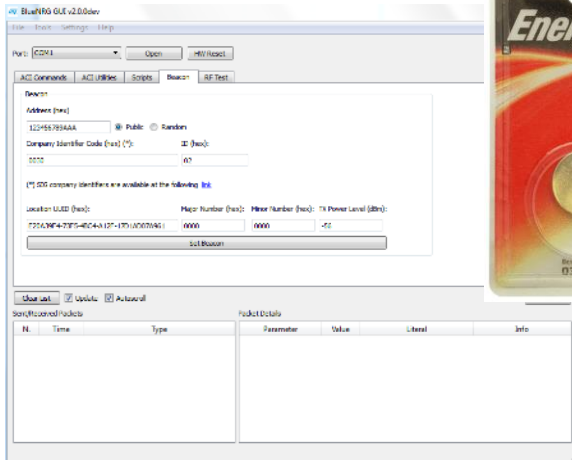 BlueNRG GUI v2.0.0dev
File Tools Settings Help
Port: COM1 Open HW Reset
ACI Commands ACI Utilities Scripts Beacon RF Test
Beacon
Address (hex)
123456789AAA Public Random
Company Identifier Code (hex) (*): ID (hex):
0000 02
(*) SIG company identifiers are available at the following link
Location UUID (hex): Major Number (hex): Minor Number (hex): TX Power Level (dBm):
0000 0000 -56
Set Beacon
Clear List Update Autoscroll
Sent/Received Packets Packet Details
N. Time Type Parameter Value Literal Info
Ener